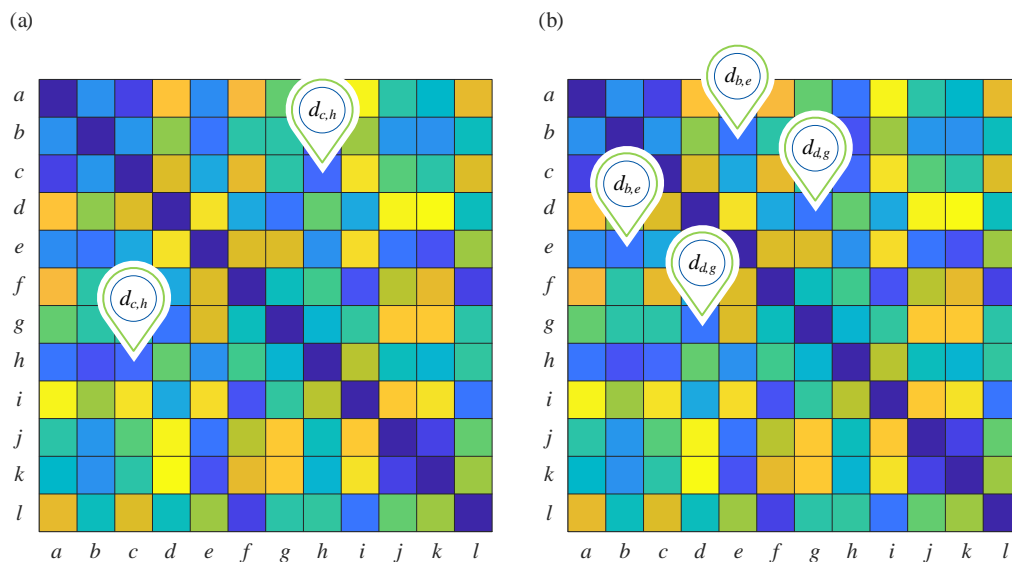 (a)
a
b
c
d
e
f
g
h
i
j
k
l
a b c d e f g h i j k l
d_{c,h}
d_{c,h}
(b)
a
b
c
d
e
f
g
h
i
j
k
l
a b c d e f g h i j k l
d_{b,e}
d_{d,g}
d_{b,e}
d_{d,g}